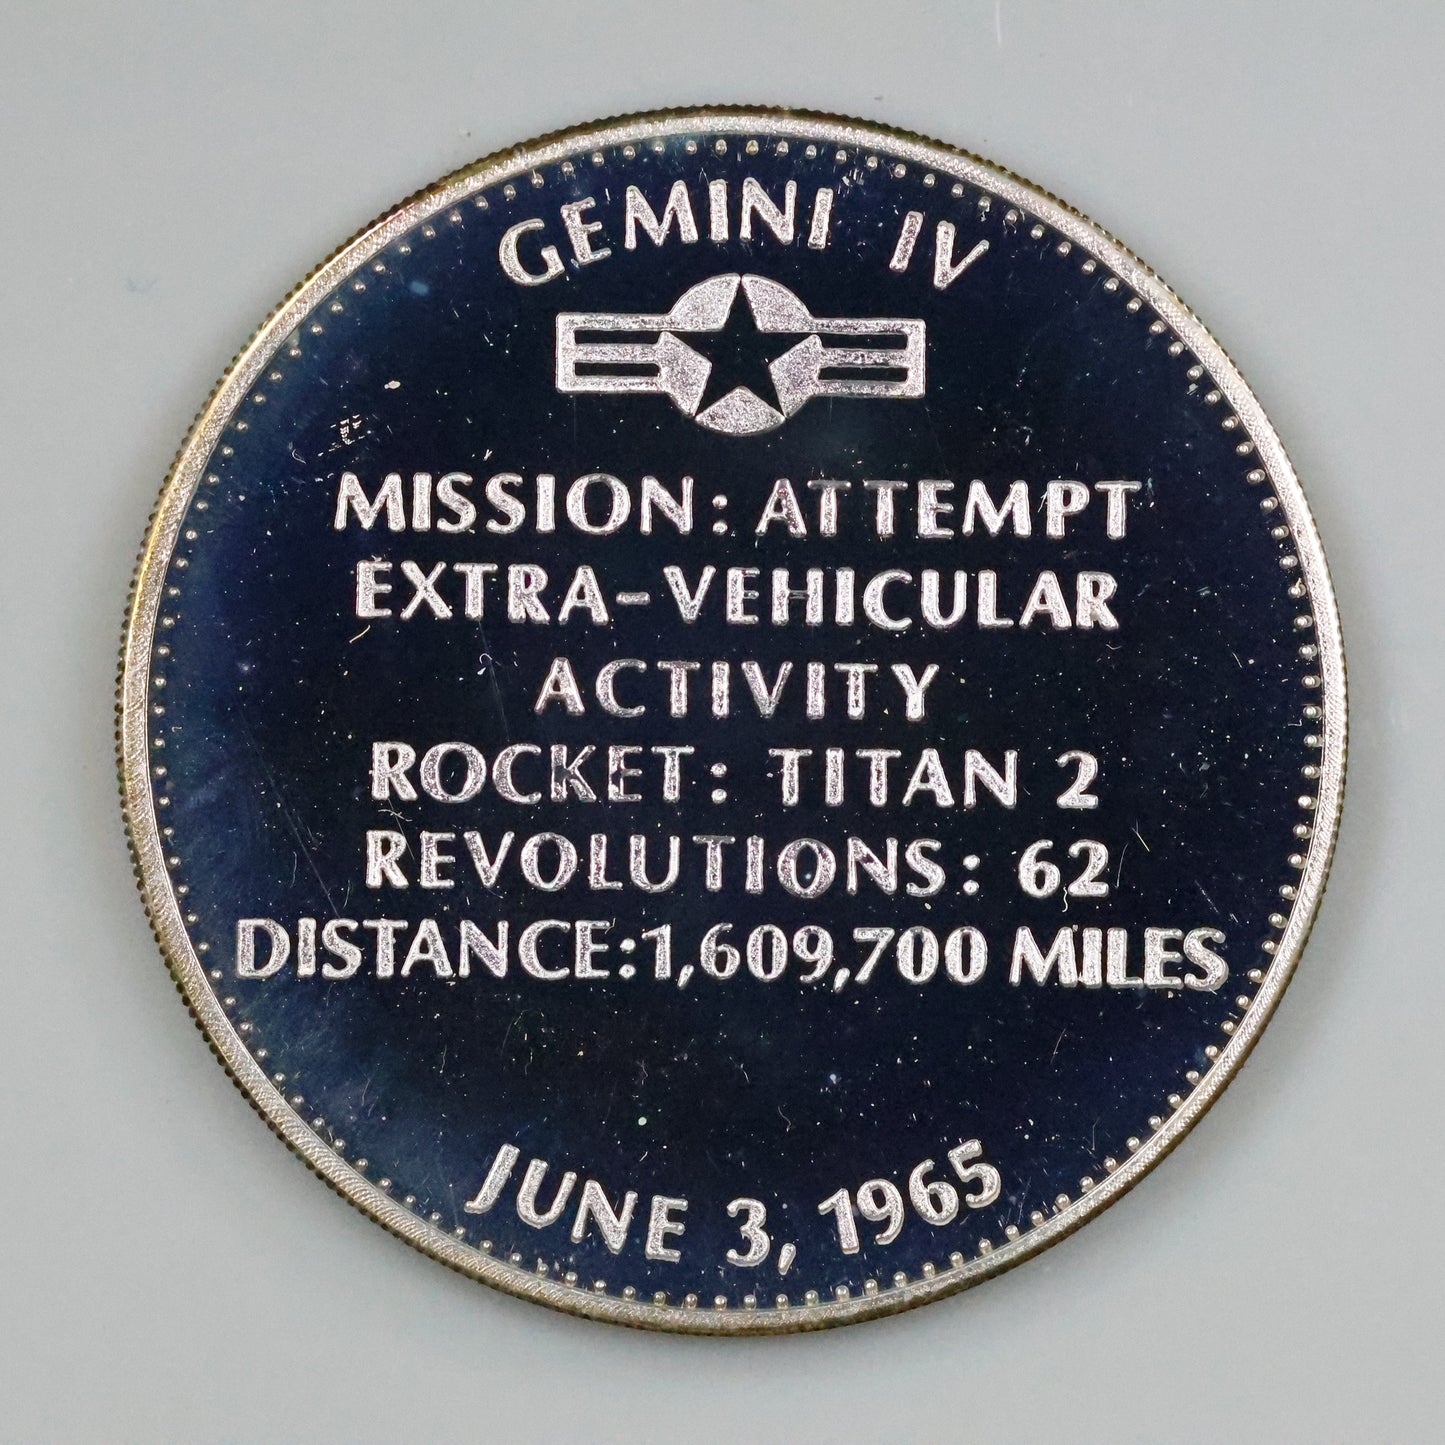 GEMINI IV
MISSION: ATTEMPT
EXTRA-VEHICULAR
ACTIVITY
ROCKET: TITAN 2
REVOLUTIONS: 62
DISTANCE:1,609,700 MILES
JUNE 3, 1965